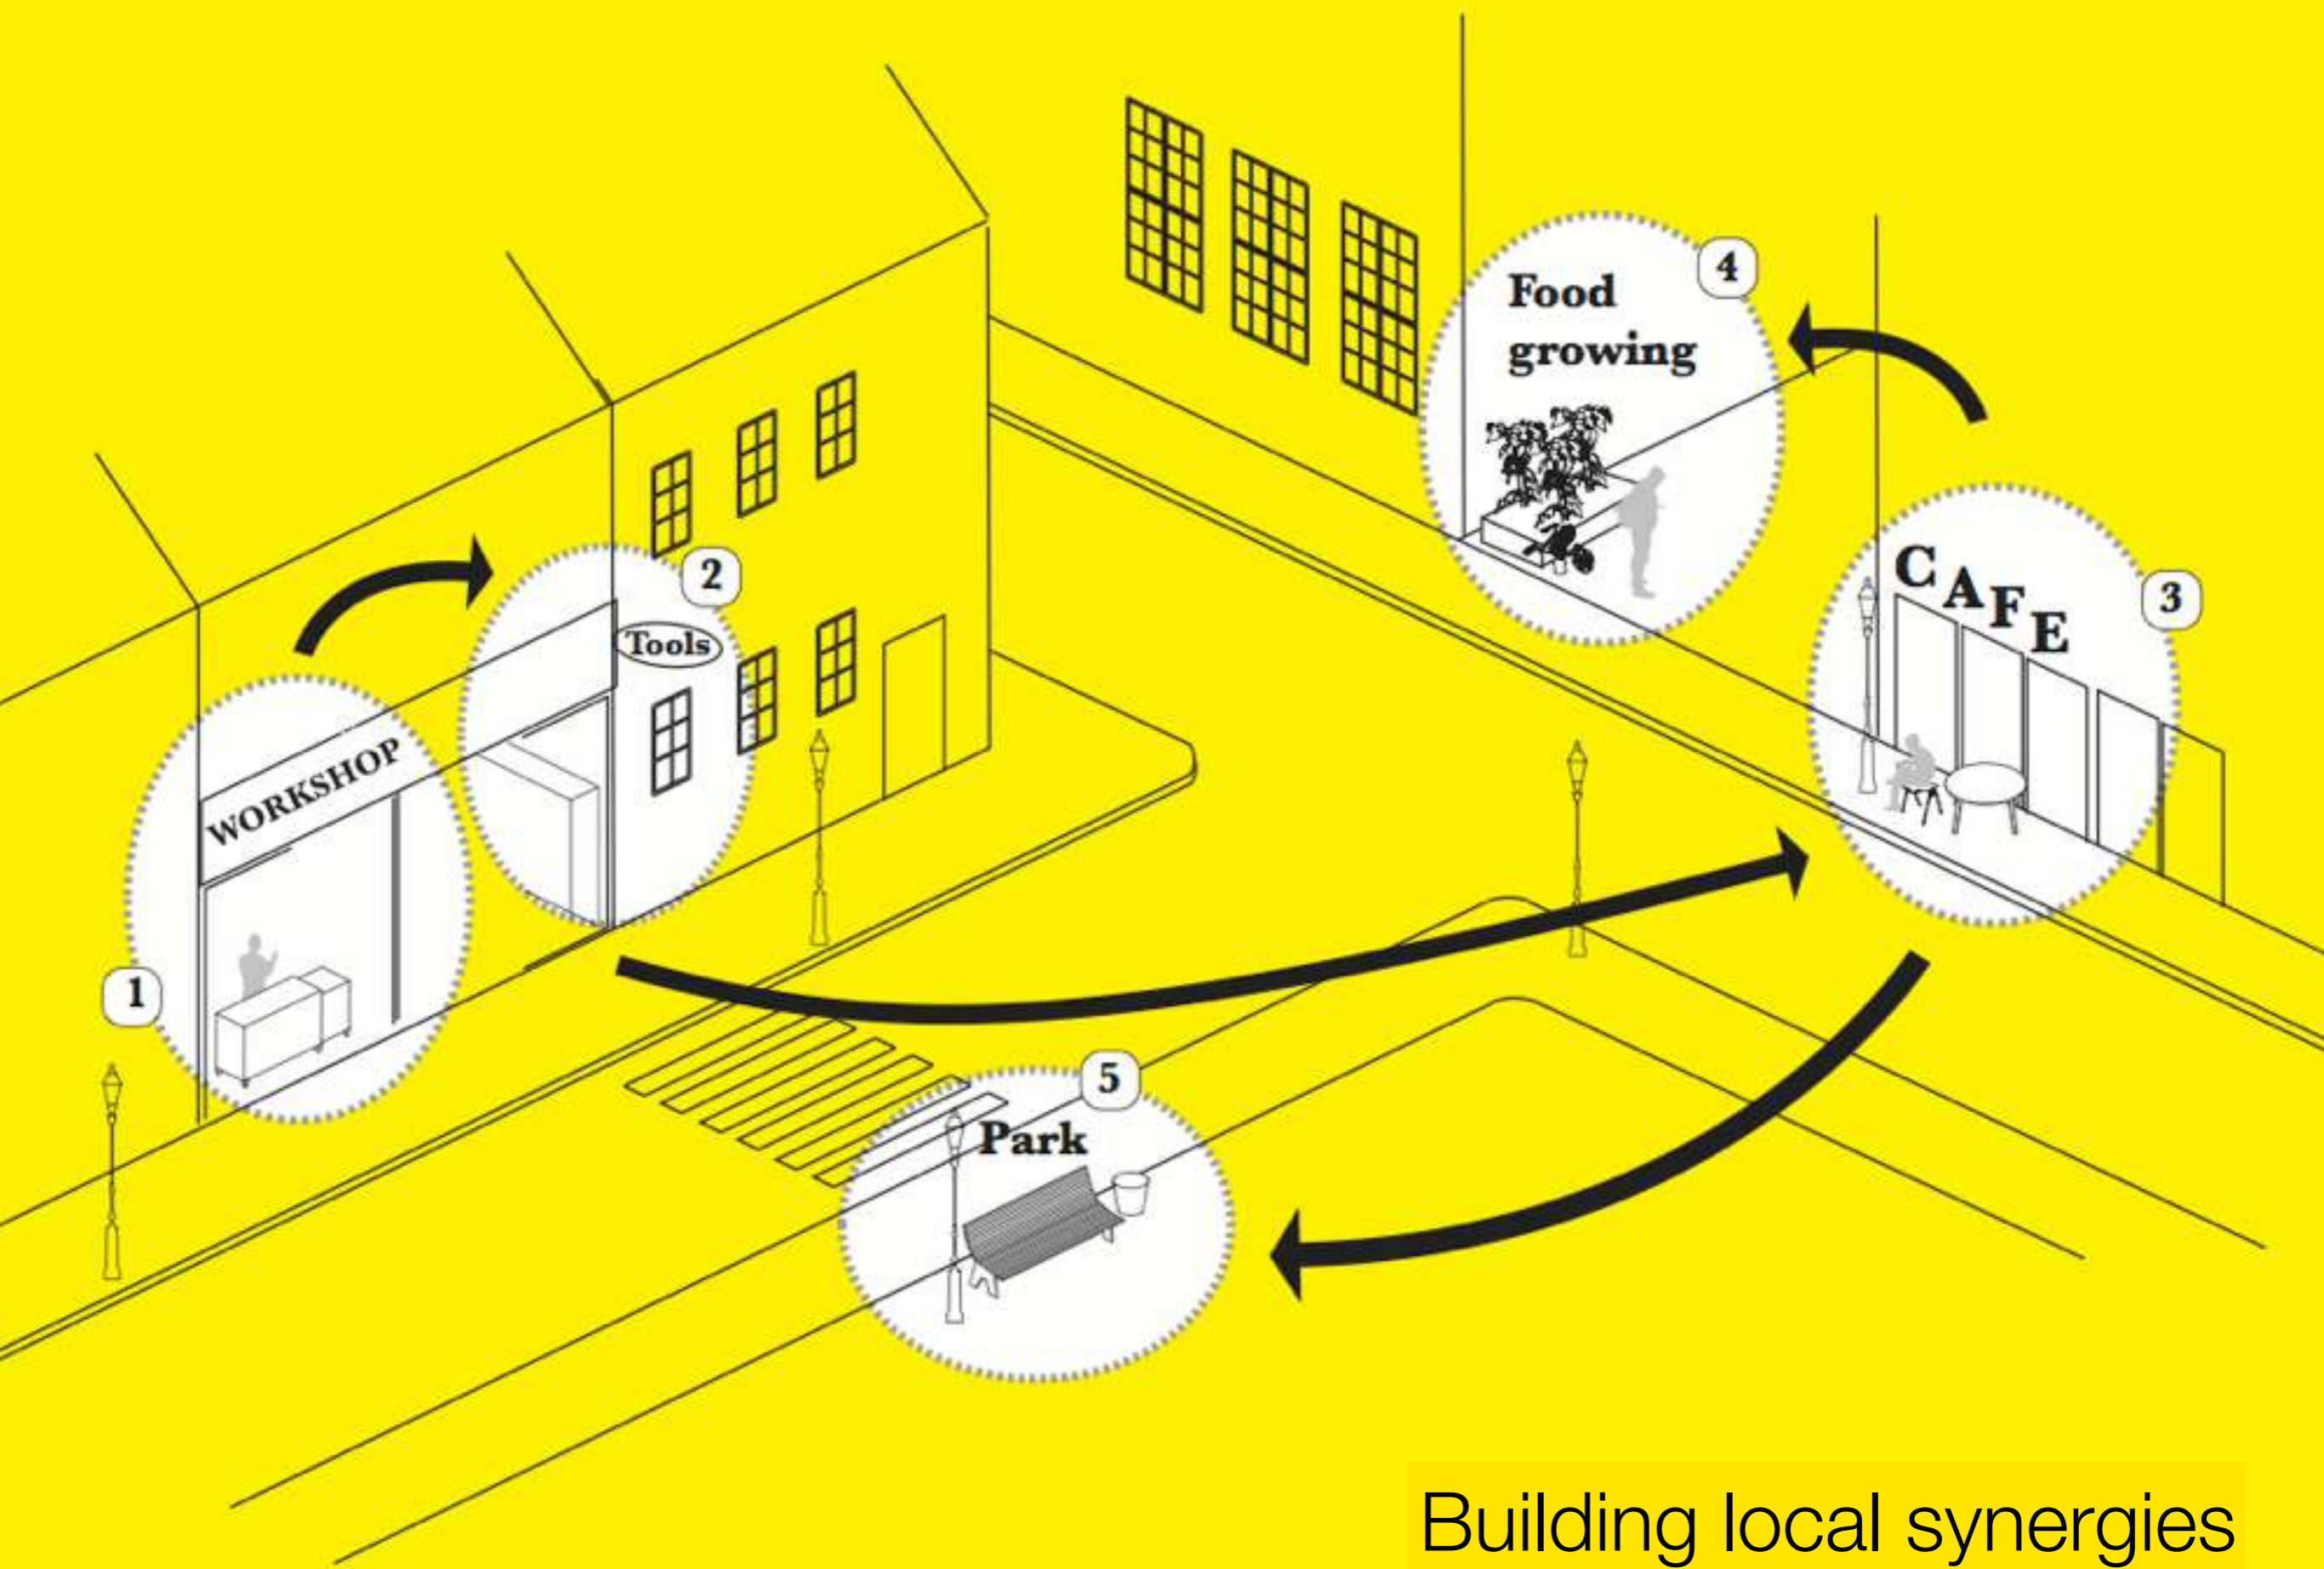 4
Food
growing
2
Tools
CAFE
3
WORKSHOP
1
5
Park
Building local synergies